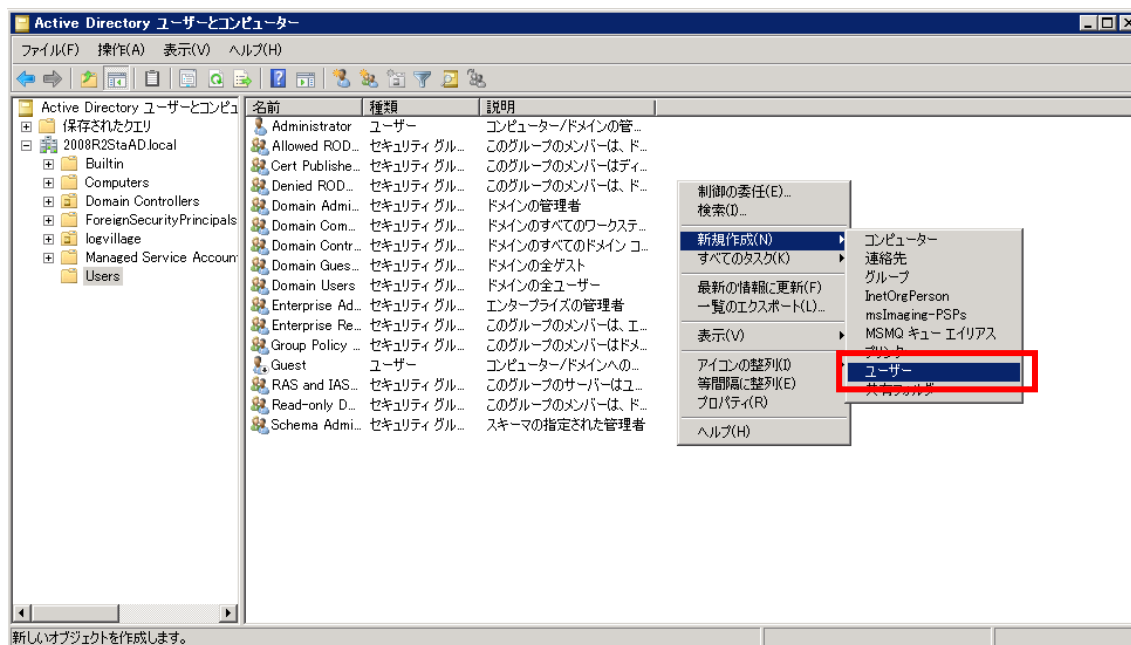 Active Directory ユーザーとコンピューター
ファイル(F) 操作(A) 表示(V) ヘルプ(H)
Active Directory ユーザーとコンピュ
保存されたクエリ
2008R2StaAD.local
Builtin
Computers
Domain Controllers
ForeignSecurityPrincipals
logvillage
Managed Service Accoun
Users
名前 種類 説明
Administrator ユーザー コンピューター/ドメインの管...
Allowed ROD... セキュリティ グル... このグループのメンバーは、ド...
Cert Publishe... セキュリティ グル... このグループのメンバーはディ...
Denied ROD... セキュリティ グル... このグループのメンバーは、ド...
Domain Admi... セキュリティ グル... ドメインの管理者
Domain Com... セキュリティ グル... ドメインのすべてのワークステ...
Domain Contr... セキュリティ グル... ドメインのすべてのドメイン コ...
Domain Gues... セキュリティ グル... ドメインの全ゲスト
Domain Users セキュリティ グル... ドメインの全ユーザー
Enterprise Ad... セキュリティ グル... エンタープライズの管理者
Enterprise Re... セキュリティ グル... このグループのメンバーは、エ...
Group Policy ... セキュリティ グル... このグループのメンバーはドメ...
Guest ユーザー コンピューター/ドメインへの...
RAS and IAS... セキュリティ グル... このグループのサーバーはユ...
Read-only D... セキュリティ グル... このグループのメンバーは、ド...
Schema Admi... セキュリティ グル... スキーマの指定された管理者
制御の委任(E)...
検索(I)...
新規作成(N)
すべてのタスク(K)
最新の情報に更新(F)
一覧のエクスポート(L)...
表示(V)
アイコンの整列(I)
等間隔に整列(E)
プロパティ(R)
ヘルプ(H)
コンピューター
連絡先
グループ
InetOrgPerson
msImaging-PSPs
MSMQ キュー エイリアス
プリンター
ユーザー
共有フォルダー
新しいオブジェクトを作成します。